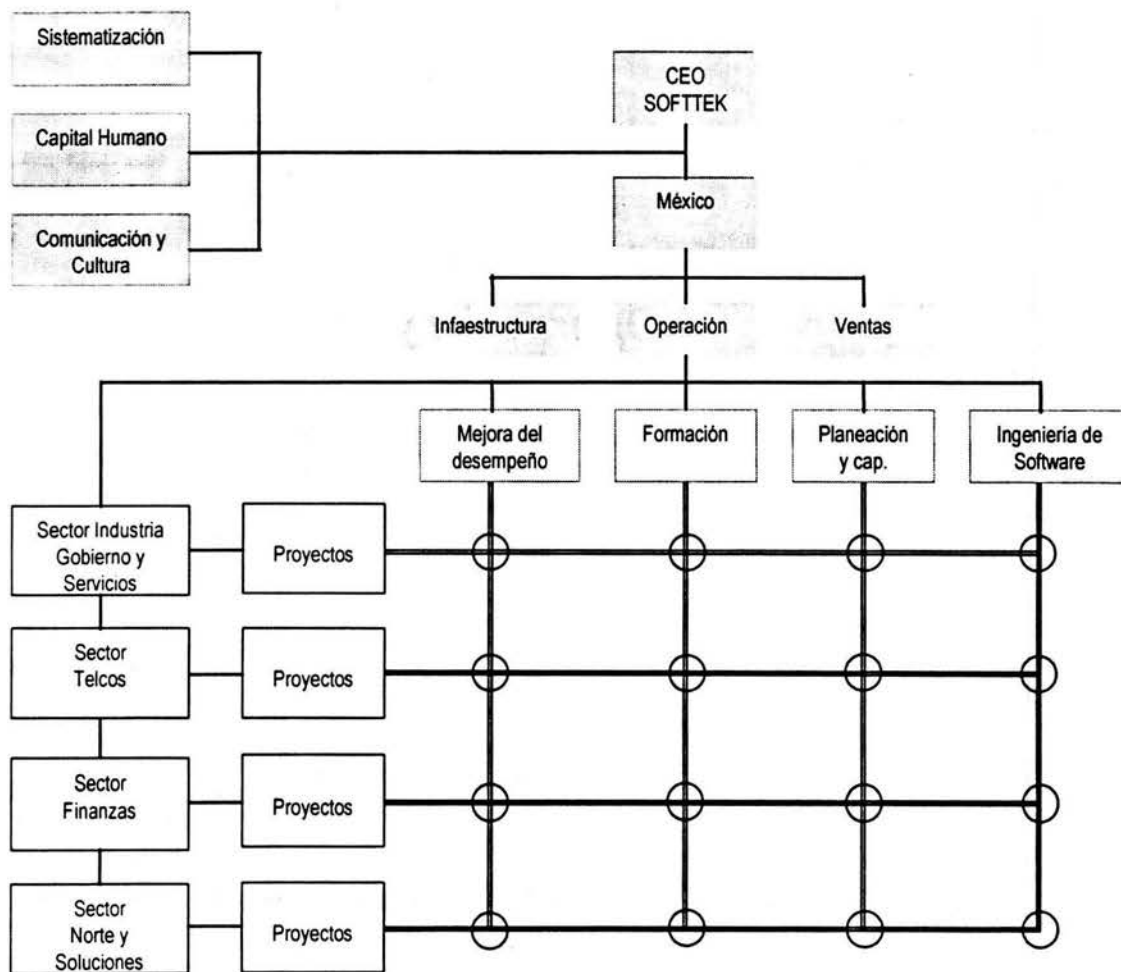 Sistematización
CEO
SOFTTEK
Capital Humano
México
Comunicación y
Cultura
Infaestructura
Operación
Ventas
Mejora del
desempeño
Formación
Planeación
y cap.
Ingeniería de
Software
Sector Industria
Gobierno y
Servicios
Proyectos
Sector
Telcos
Proyectos
Sector
Finanzas
Proyectos
Sector
Norte y
Soluciones
Proyectos